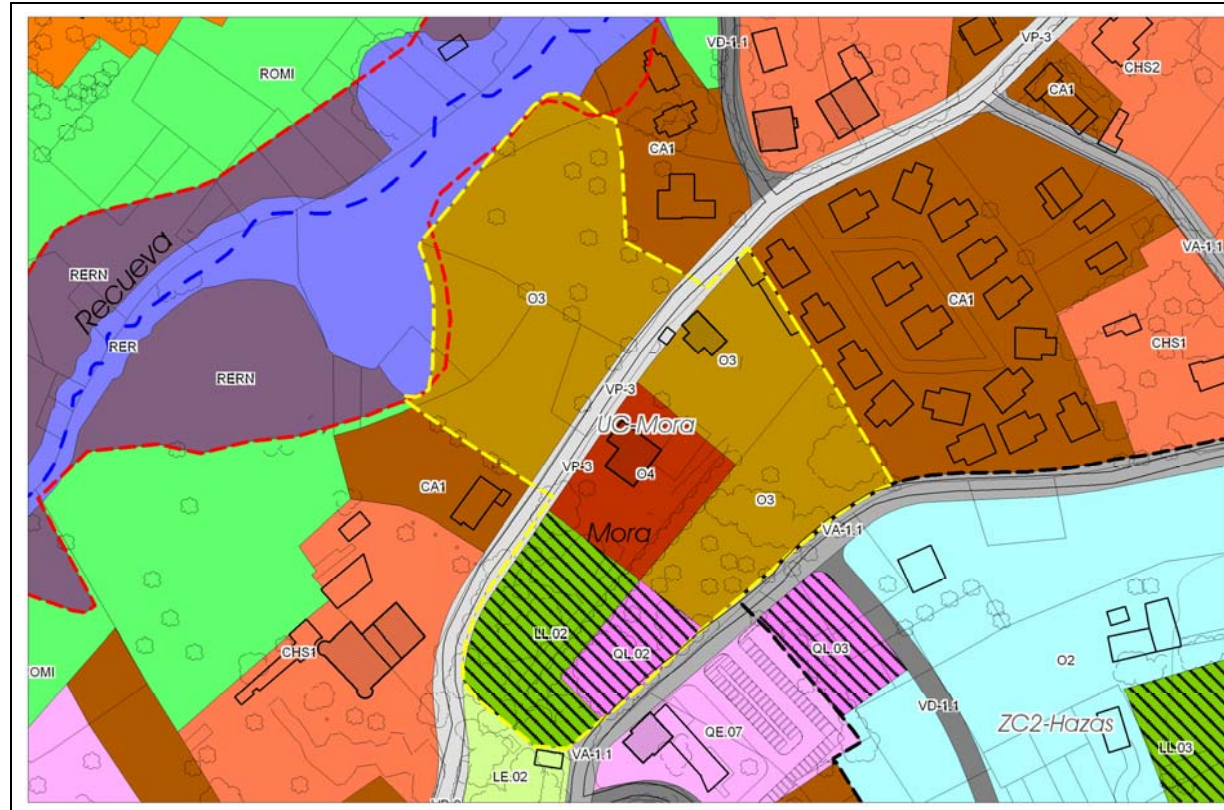 VP-3
VD-1.1
ROMI
CHS2
CA1
CA1
VA-1.1
RERN
Recueva
O3
CA1
RER
CHS1
RERN
O3
VP-3
UC-Mora
VP-3
O4
CA1
O3
Mora
VA-1.1
LL.02
QL.02
QL.03
CHS1
O2
OMI
QE.07
VD-1.1
ZC2-Hazas
VA-1.1
LL.03
LE.02